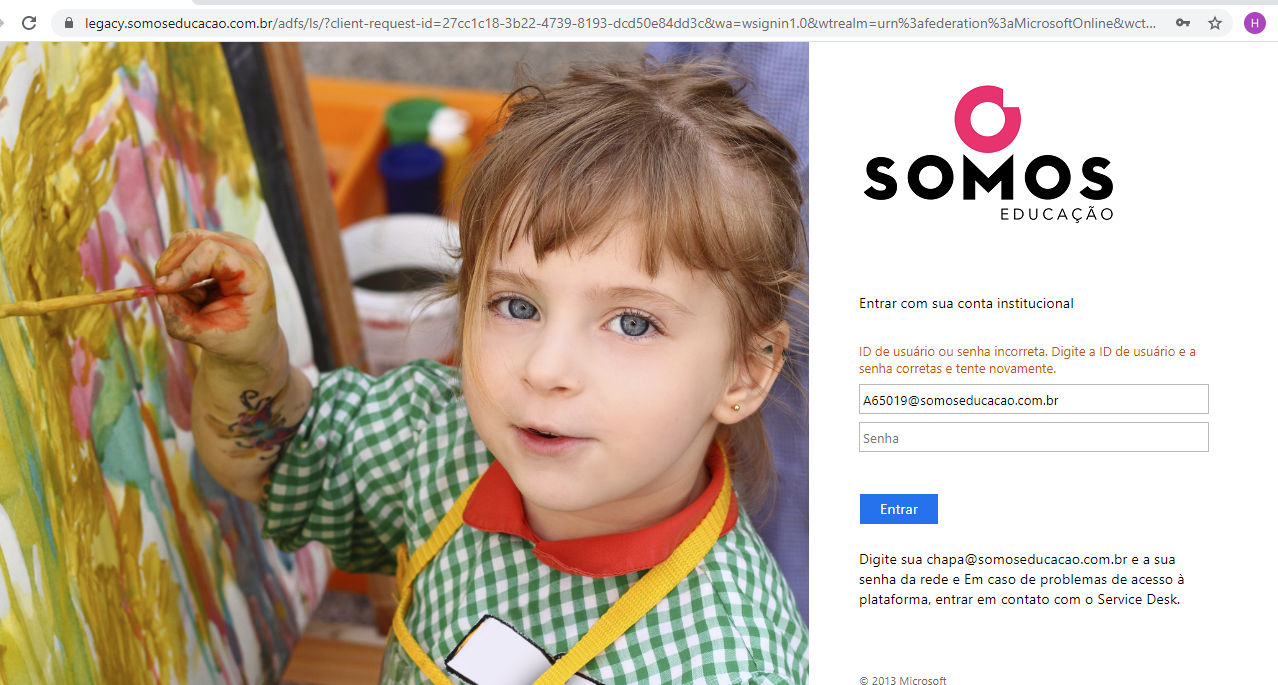 legacy.somoseducacao.com.br/adfs/ls/?client-request-id=27cc1c18-3b22-4739-8193-dcd50e84dd3c&wa=wsignin1.0&wtrealm=urn%3afederation%3aMicrosoftOnline&wct...
H
SOMOS
EDUCAÇÃO
Entrar com sua conta institucional
ID de usuário ou senha incorreta. Digite a ID de usuário e a
senha corretas e tente novamente.
A65019@somoseducacao.com.br
Senha
Entrar
Digite sua chapa@somoseducacao.com.br e a sua
senha da rede e Em caso de problemas de acesso à
plataforma, entrar em contato com o Service Desk.
© 2013 Microsoft